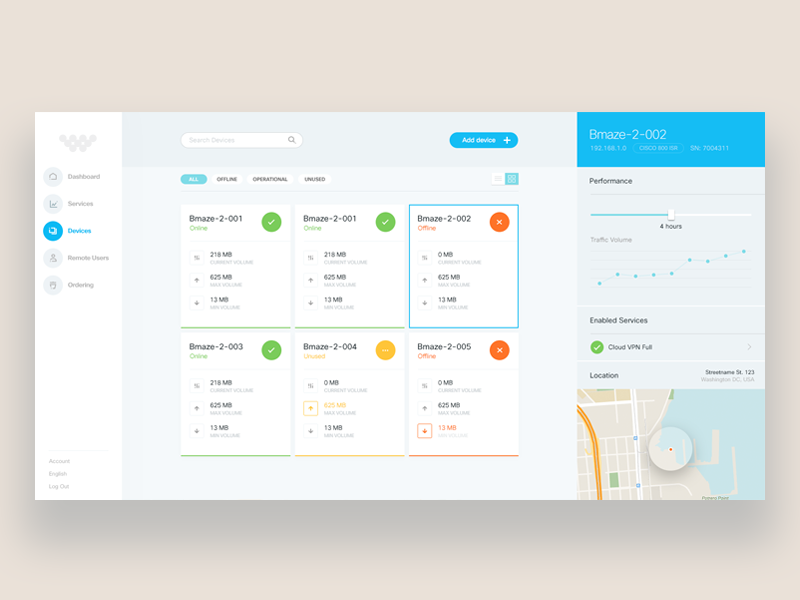 Dashboard
Services
Devices
Remote Users
Ordering
Account
English
Log Out
Search Devices
Add device
ALL
OFFLINE
OPERATIONAL
UNUSED
Bmaze-2-001
Online
218 MB
CURRENT VOLUME
625 MB
MAX VOLUME
13 MB
MIN VOLUME
Bmaze-2-001
Online
218 MB
CURRENT VOLUME
625 MB
MAX VOLUME
13 MB
MIN VOLUME
Bmaze-2-002
Offline
0 MB
CURRENT VOLUME
625 MB
MAX VOLUME
13 MB
MIN VOLUME
Bmaze-2-003
Online
218 MB
CURRENT VOLUME
625 MB
MAX VOLUME
13 MB
MIN VOLUME
Bmaze-2-004
Unused
0 MB
CURRENT VOLUME
625 MB
MAX VOLUME
13 MB
MIN VOLUME
Bmaze-2-005
Offline
0 MB
CURRENT VOLUME
625 MB
MAX VOLUME
13 MB
MIN VOLUME
Bmaze-2-002
192.168.1.0 CISCO 800 ISR SN: 7004311
Performance
4 hours
Traffic Volume
Enabled Services
Cloud VPN Full
Location
Streetname St. 123
Washington DC, USA